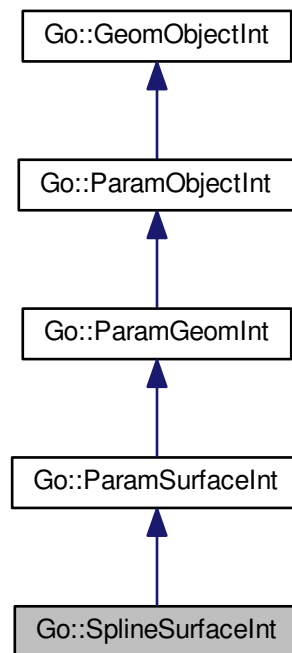 Go::GeomObjectInt
Go::ParamObjectInt
Go::ParamGeomInt
Go::ParamSurfaceInt
Go::SplineSurfaceInt